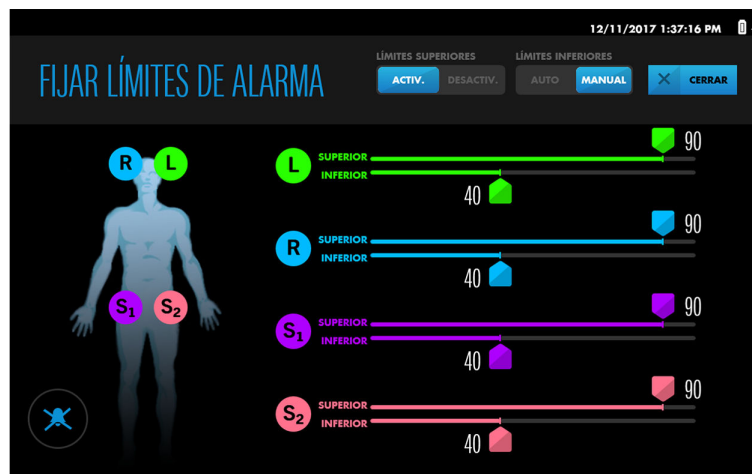 12/11/2017 1:37:16 PM
FIJAR LÍMITES DE ALARMA
LÍMITES SUPERIORES
ACTIV. DESACTIV.
LÍMITES INFERIORES
AUTO MANUAL
CERRAR
R L
S1 S2
L SUPERIOR 90
INFERIOR 40
R SUPERIOR 90
INFERIOR 40
S1 SUPERIOR 90
INFERIOR 40
S2 SUPERIOR 90
INFERIOR 40